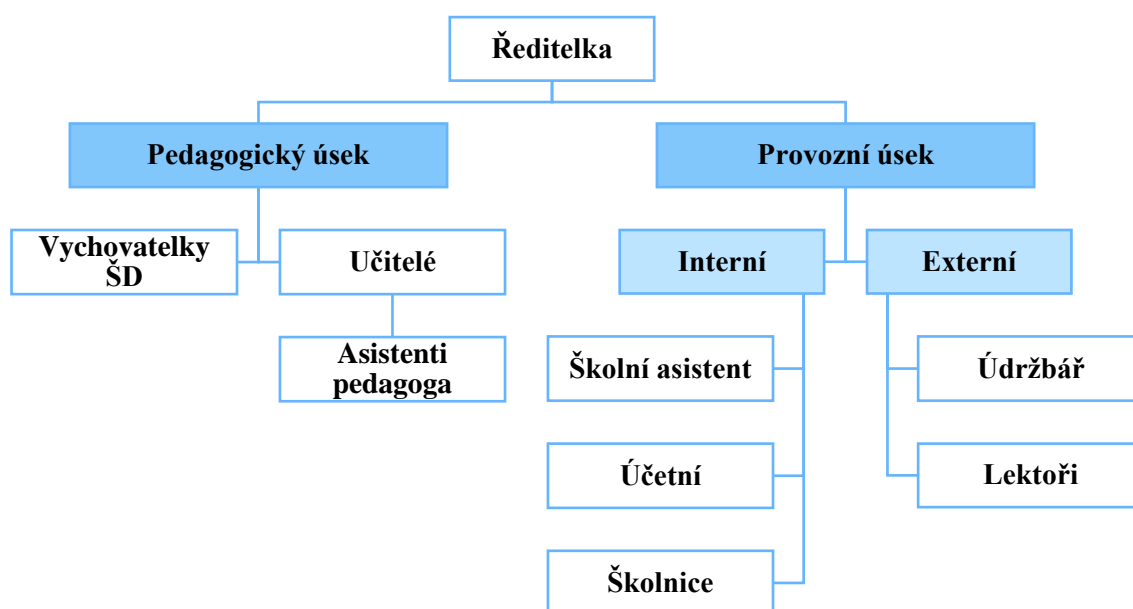 Ředitelka
Pedagogický úsek
Provozní úsek
Vychovatelky
ŠD
Učitelé
Interní
Externí
Asistenti
pedagoga
Školní asistent
Údržbář
Účetní
Lektoři
Školnice